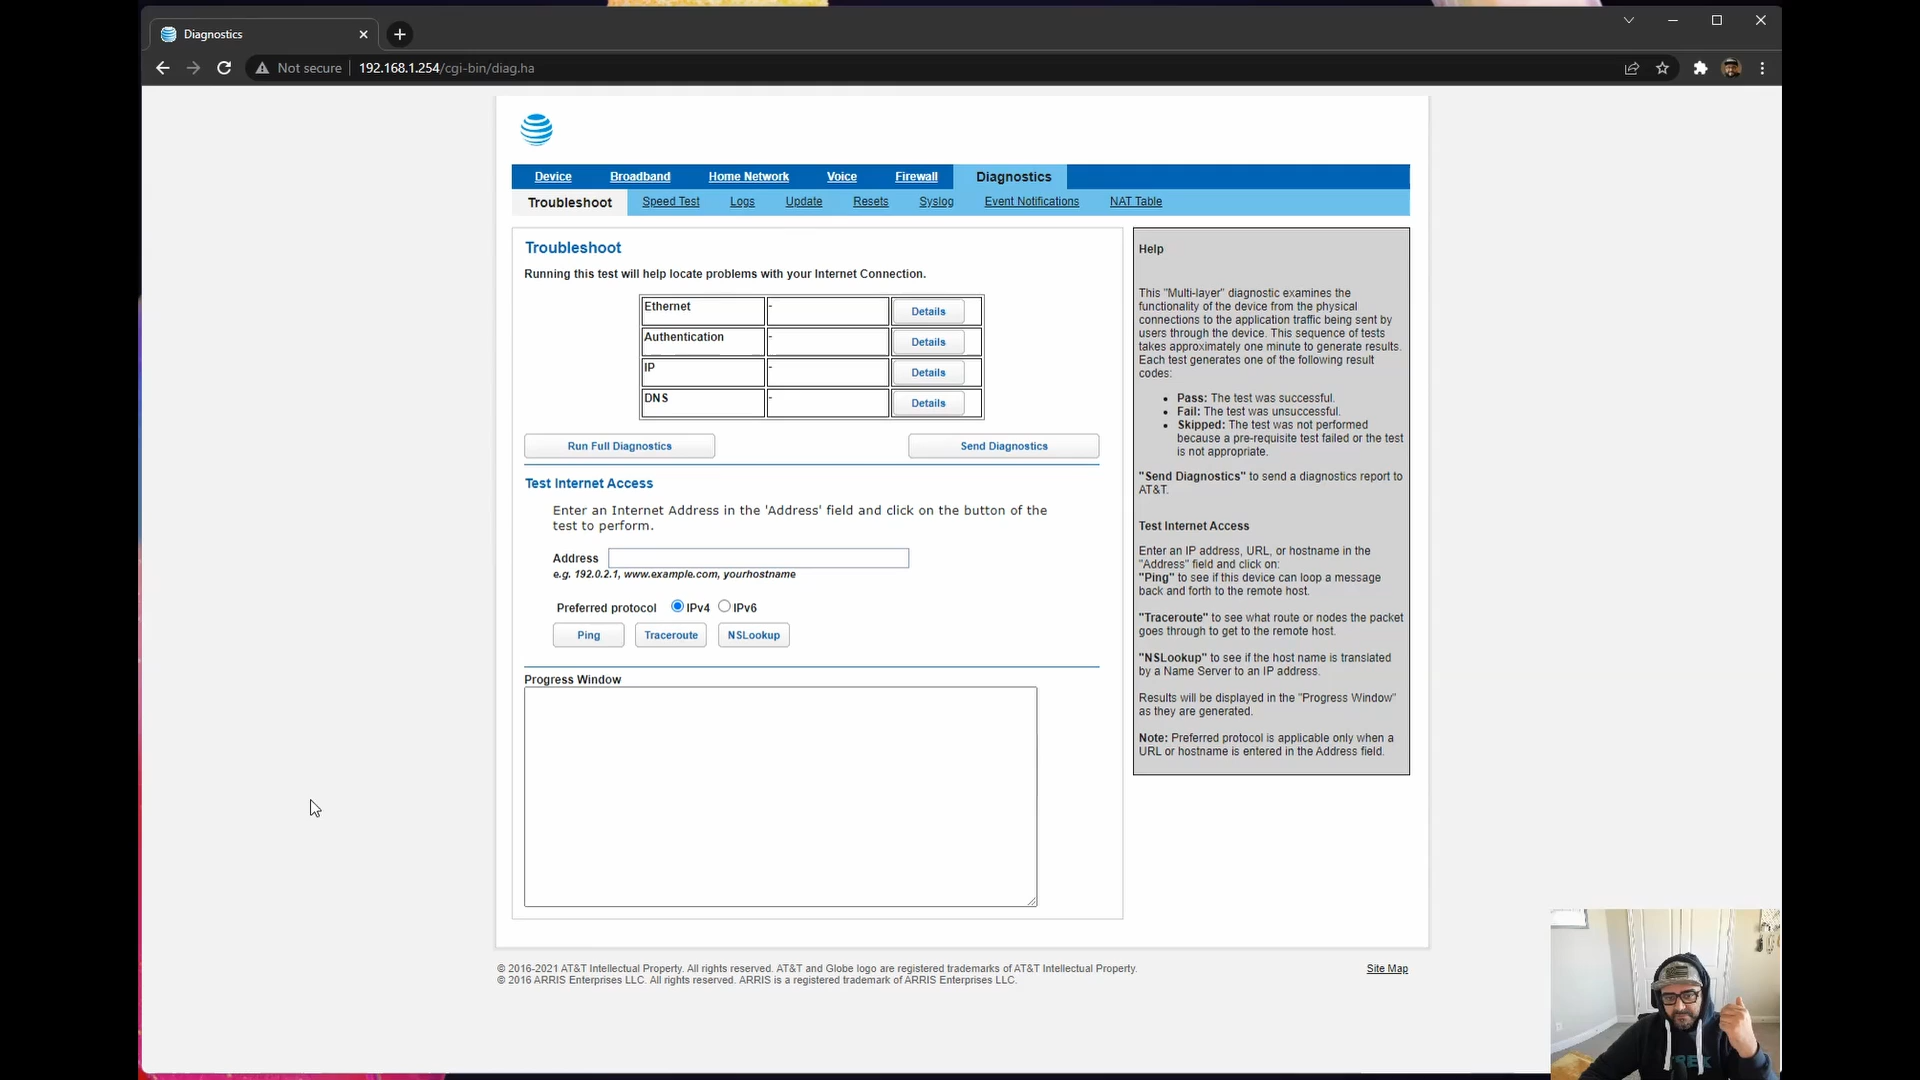 Diagnostics
Not secure
192.168.1.254/cgi-bin/diag.ha
Device Broadband Home Network Voice Firewall Diagnostics
Troubleshoot Speed Test Logs Update Resets Syslog Event Notifications NAT Table
Troubleshoot
Running this test will help locate problems with your Internet Connection.
Ethernet - Details
Authentication - Details
IP - Details
DNS - Details
Run Full Diagnostics Send Diagnostics
Test Internet Access
Enter an Internet Address in the 'Address' field and click on the button of the
test to perform.
Address
e.g. 192.0.2.1, www.example.com, yourhostname
Preferred protocol IPv4 IPv6
Ping Traceroute NSLookup
Progress Window
Help
This "Multi-layer" diagnostic examines the
functionality of the device from the physical
connections to the application traffic being sent by
users through the device. This sequence of tests
takes approximately one minute to generate results.
Each test generates one of the following result
codes:
• Pass: The test was successful.
• Fail: The test was unsuccessful.
• Skipped: The test was not performed
because a pre-requisite test failed or the test
is not appropriate.
"Send Diagnostics" to send a diagnostics report to
AT&T.
Test Internet Access
Enter an IP address, URL, or hostname in the
"Address" field and click on:
"Ping" to see if this device can loop a message
back and forth to the remote host.
"Traceroute" to see what route or nodes the packet
goes through to get to the remote host.
"NSLookup" to see if the host name is translated
by a Name Server to an IP address.
Results will be displayed in the "Progress Window"
as they are generated.
Note: Preferred protocol is applicable only when a
URL or hostname is entered in the Address field.
© 2016-2021 AT&T Intellectual Property. All rights reserved. AT&T and Globe logo are registered trademarks of AT&T Intellectual Property.
© 2016 ARRIS Enterprises LLC. All rights reserved. ARRIS is a registered trademark of ARRIS Enterprises LLC.
Site Map